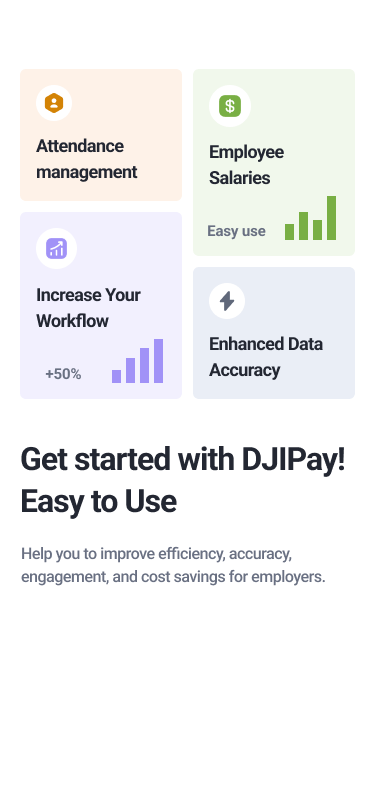 Attendance
management
Employee
Salaries
Easy use
Increase Your
Workflow
+50%
Enhanced Data
Accuracy
Get started with DJIPay!
Easy to Use
Help you to improve efficiency, accuracy,
engagement, and cost savings for employers.